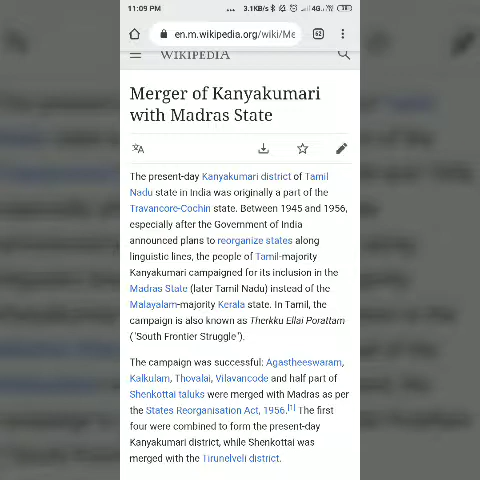 11:09 PM ... 3.1KB/s 4G
en.m.wikipedia.org/wiki/Me 62
WIKIPEDIA
Merger of Kanyakumari
with Madras State
The present-day Kanyakumari district of Tamil
Nadu state in India was originally a part of the
Travancore-Cochin state. Between 1945 and 1956,
especially after the Government of India
announced plans to reorganize states along
linguistic lines, the people of Tamil-majority
Kanyakumari campaigned for its inclusion in the
Madras State (later Tamil Nadu) instead of the
Malayalam-majority Kerala state. In Tamil, the
campaign is also known as Therkku Ellai Porattam
("South Frontier Struggle").
The campaign was successful: Agastheeswaram,
Kalkulam, Thovalai, Vilavancode and half part of
Shenkottai taluks were merged with Madras as per
the States Reorganisation Act, 1956.[1] The first
four were combined to form the present-day
Kanyakumari district, while Shenkottai was
merged with the Tirunelveli district.